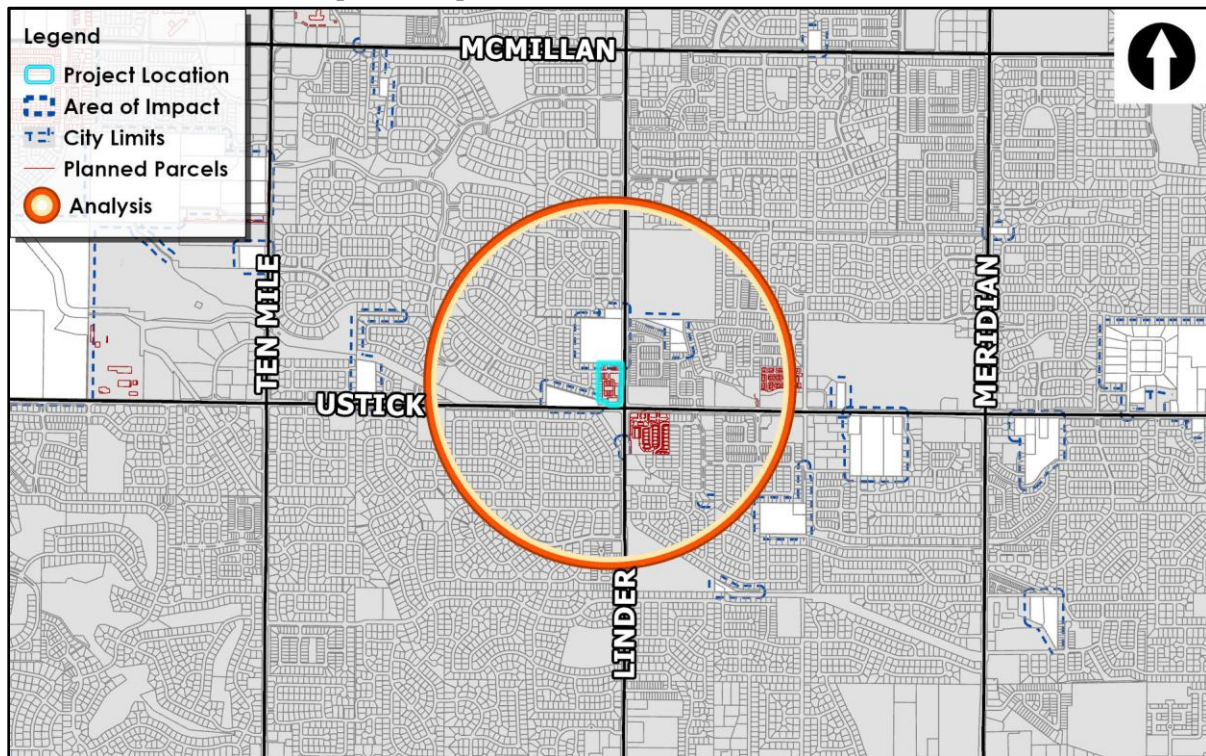 Legend
Project Location
Area of Impact
City Limits
Planned Parcels
Analysis
MCMILLAN
TEN MILE
MERIDIAN
USTICK
LINDER